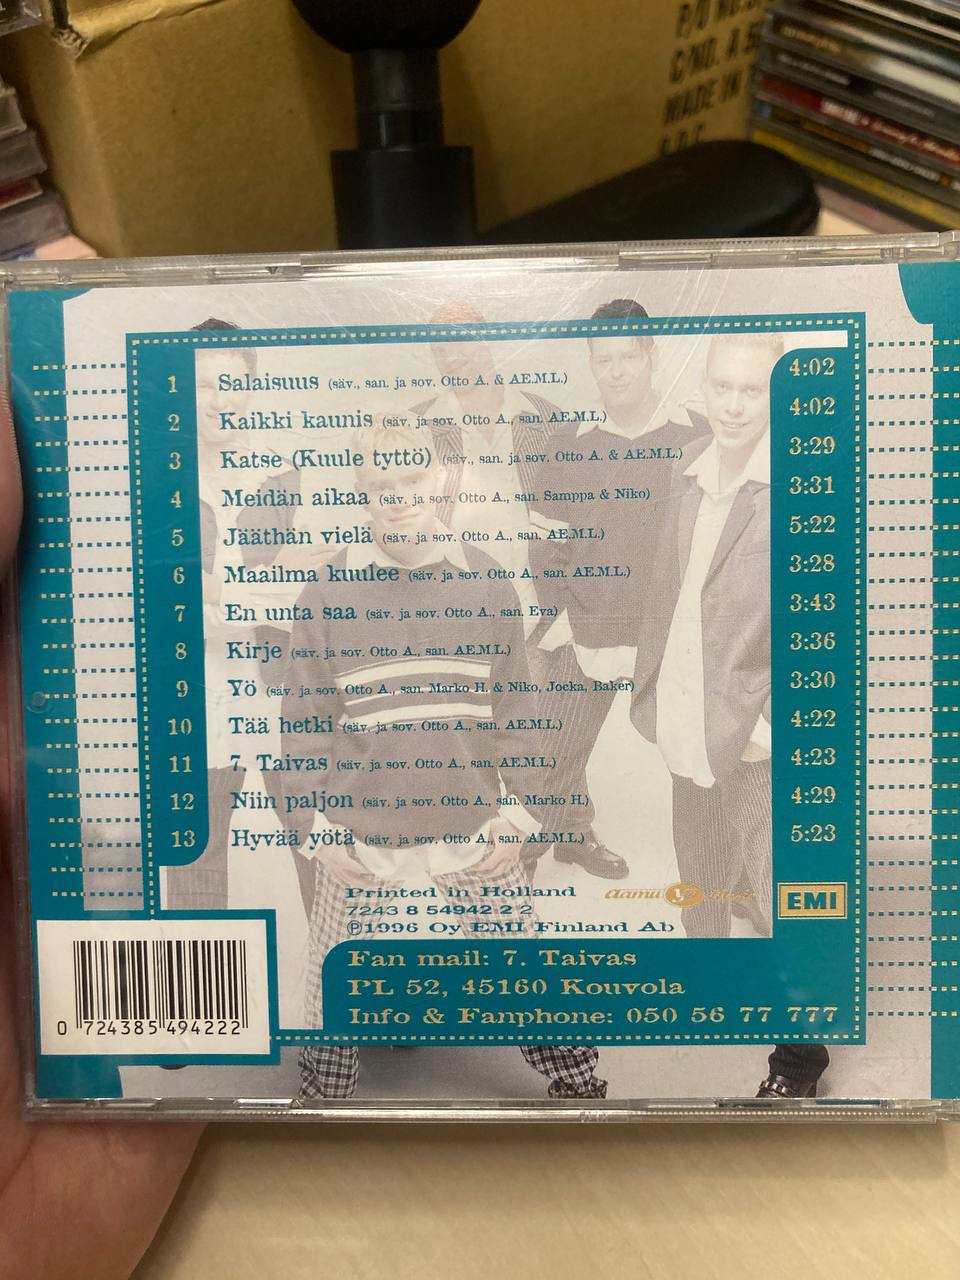 P/O NO.
C/NO. A
MADE IN
1 Salaisuus (säv., san. ja sov. Otto A. & AE.M.L.) 4:02
2 Kaikki kaunis (säv. ja sov. Otto A., san. AE.M.L.) 4:02
3 Katse (Kuule tyttö) (säv., san. ja sov. Otto A. & AE.M.L.) 3:29
4 Meidän aikaa (säv. ja sov. Otto A., san. Samppa & Niko) 3:31
5 Jääthän vielä (säv. ja sov. Otto A., san. AE.M.L.) 5:22
6 Maailma kuulee (säv. ja sov. Otto A., san. AE.M.L.) 3:28
7 En unta saa (säv. ja sov. Otto A., san. Eva) 3:43
8 Kirje (säv. ja sov. Otto A., san. AE.M.L.) 3:36
9 Yö (säv. ja sov. Otto A., san. Marko H. & Niko, Jocka, Baker) 3:30
10 Tää hetki (säv. ja sov. Otto A., san. AE.M.L.) 4:22
11 7. Taivas (säv. ja sov. Otto A., san. AE.M.L.) 4:23
12 Niin paljon (säv. ja sov. Otto A., san. Marko H.) 4:29
13 Hyvää yötä (säv. ja sov. Otto A., san. AE.M.L.) 5:23
Printed in Holland
7243 8 54942 2 2
℗1996 Oy EMI Finland Ab
aamu
EMI
Fan mail: 7. Taivas
PL 52, 45160 Kouvola
Info & Fanphone: 050 56 77 777
0 724385 494222